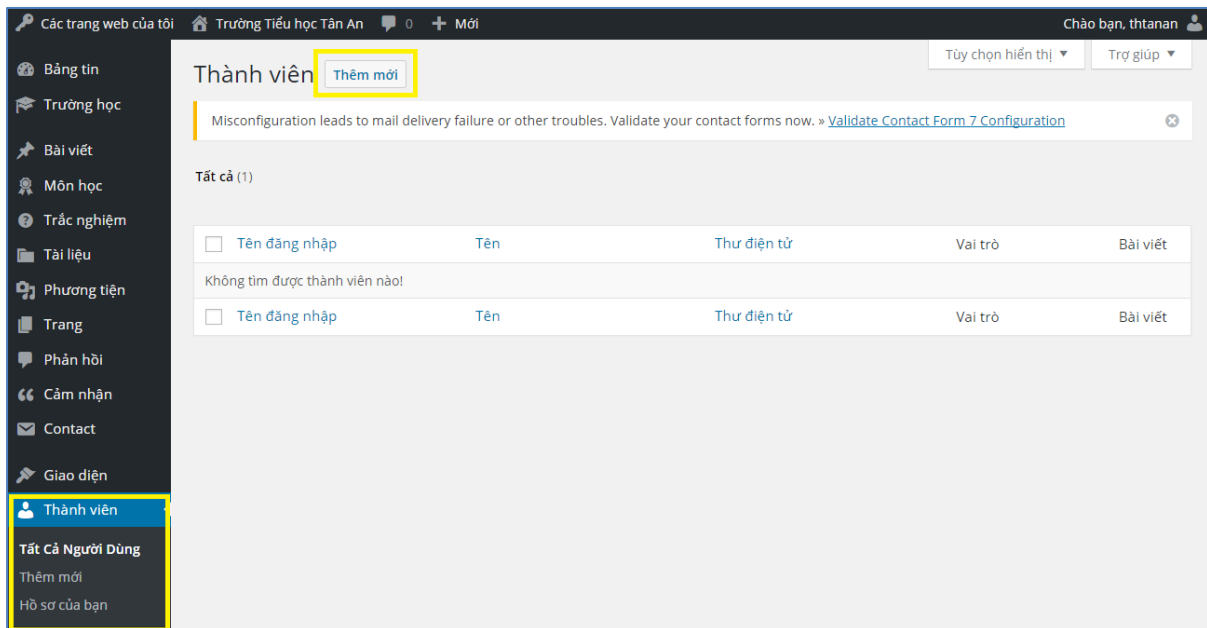 Các trang web của tôi Trường Tiểu học Tân An 0 Mới Chào bạn, thtanan
Bảng tin
Trường học
Bài viết
Môn học
Trắc nghiệm
Tài liệu
Phương tiện
Trang
Phản hồi
Cảm nhận
Contact
Giao diện
Thành viên
Tất Cả Người Dùng
Thêm mới
Hồ sơ của bạn
Tùy chọn hiển thị ▼ Trợ giúp ▼
Thành viên Thêm mới
Misconfiguration leads to mail delivery failure or other troubles. Validate your contact forms now. » Validate Contact Form 7 Configuration
Tất cả (1)
Tên đăng nhập Tên Thư điện tử Vai trò Bài viết
Không tìm được thành viên nào!
Tên đăng nhập Tên Thư điện tử Vai trò Bài viết